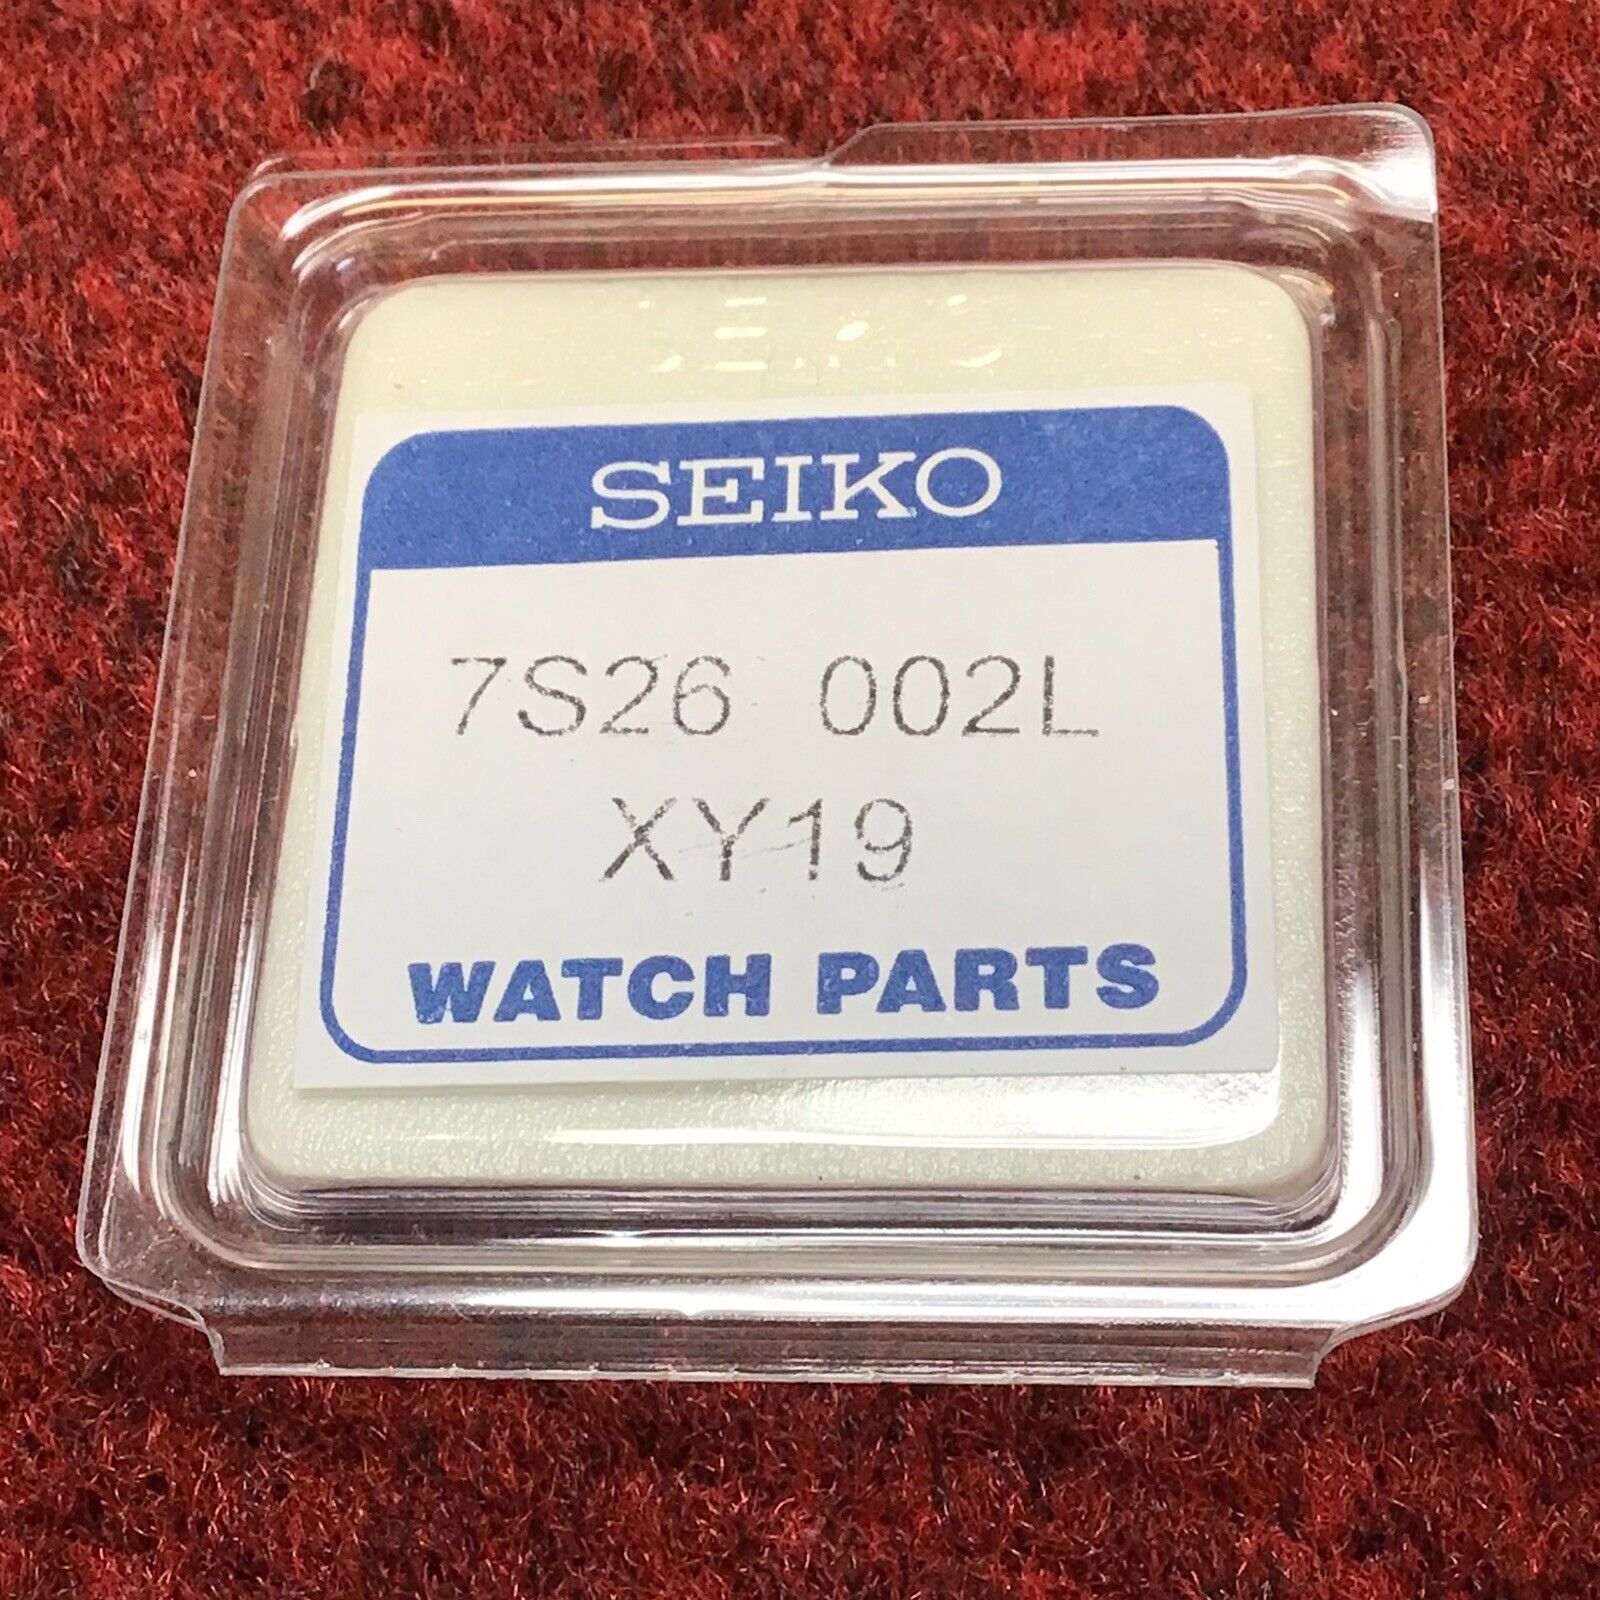 SEIKO
7S26 002L
XY19
WATCH PARTS